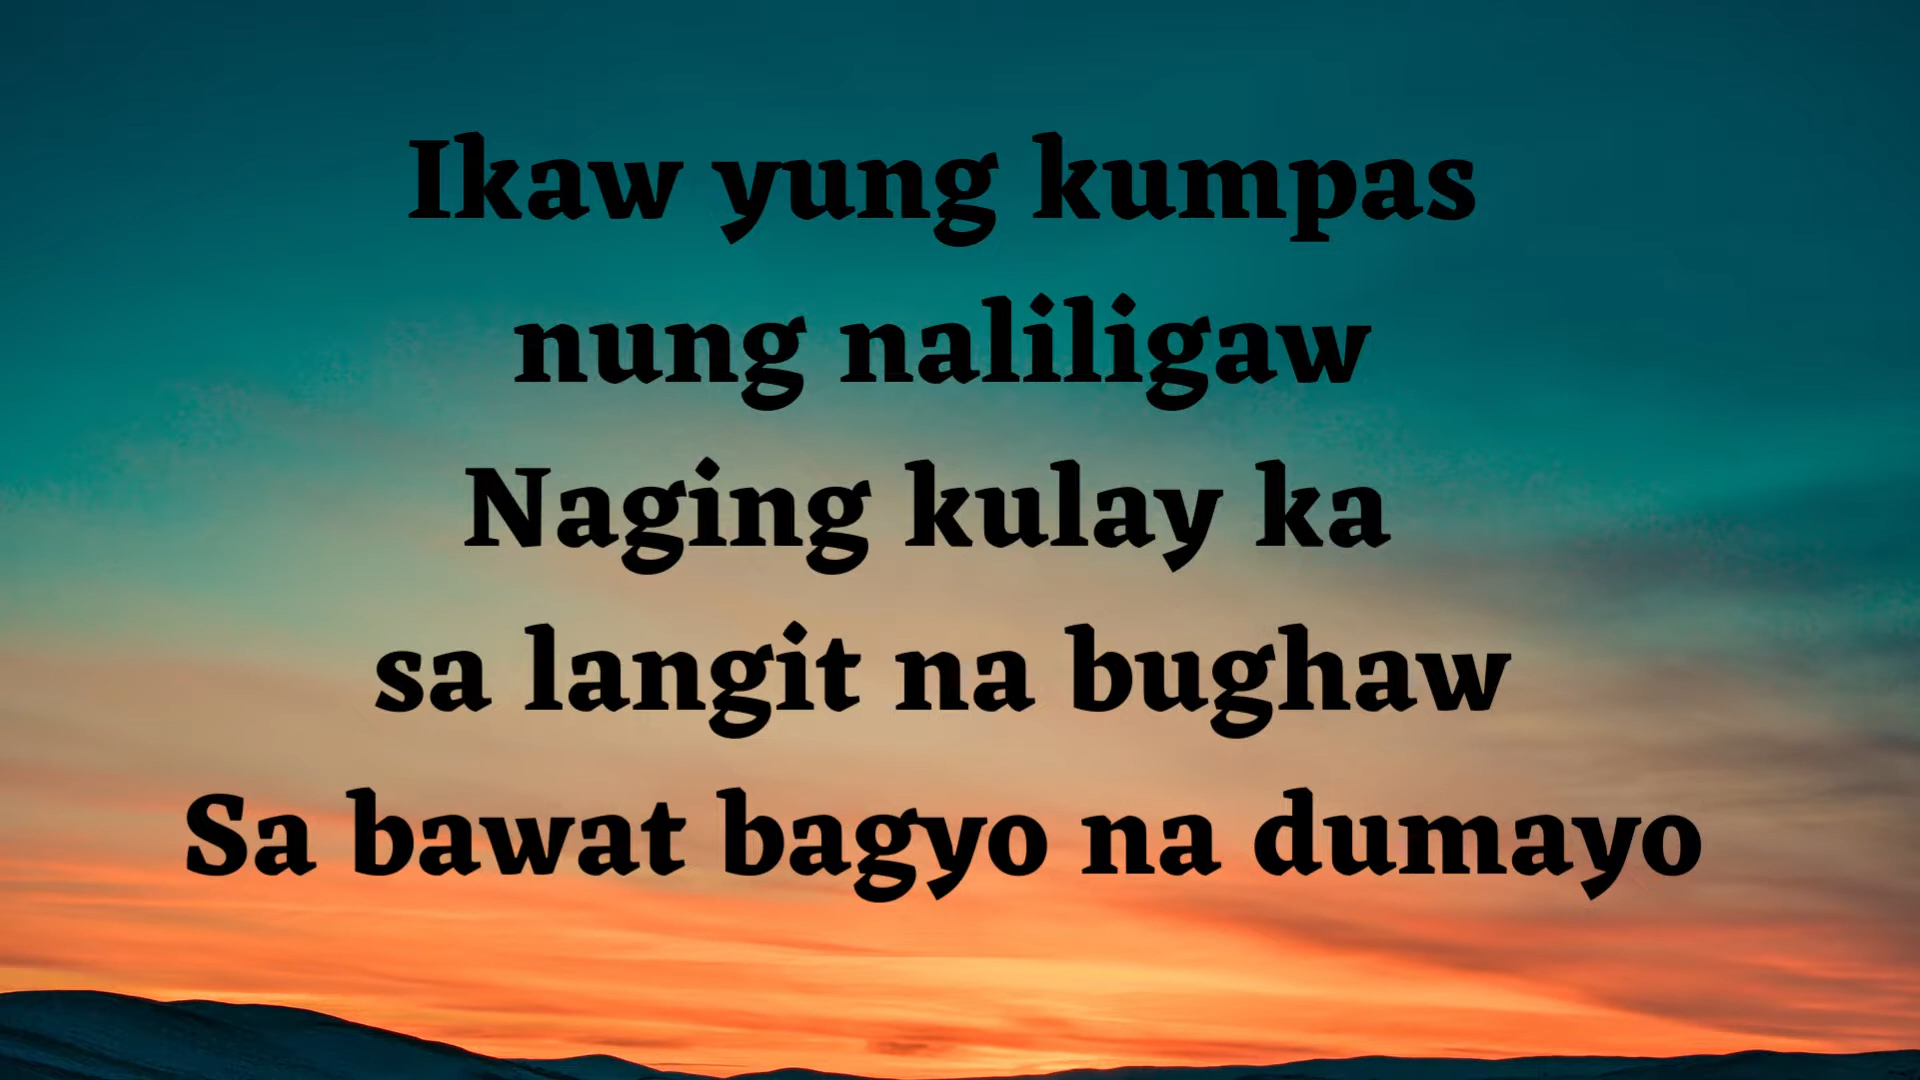 Ikaw yung kumpas
nung naliligaw
Naging kulay ka
sa langit na bughaw
Sa bawat bagyo na dumayo